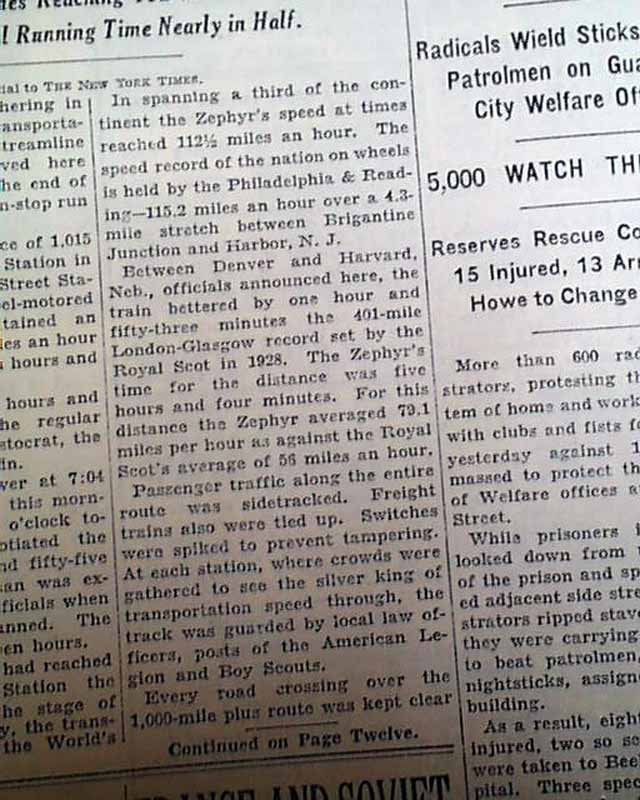 l Running Time Nearly in Half.
ial to THE NEW YORK TIMES.
hering in
ansporta-
treamline
ved here
he end of
n-stop run
ce of 1,015
Station in
Street Sta-
el-motored
tained an
les an hour
hours and
hours and
he regular
stocrat, the
in.
ver at 7:04
this morn-
o'clock to-
otiated the
nd fifty-five
an was ex-
ficials when
anned. The
en hours.
had reached
Station the
he stage of
y, the trans-
the World's
In spanning a third of the con-
tinent the Zephyr's speed at times
reached 112½ miles an hour. The
speed record of the nation on wheels
is held by the Philadelphia & Read-
ing—115.2 miles an hour over a 4.3-
mile stretch between Brigantine
Junction and Harbor, N. J.
Between Denver and Harvard,
Neb., officials announced here, the
train bettered by one hour and
fifty-three minutes the 401-mile
London-Glasgow record set by the
Royal Scot in 1928. The Zephyr's
time for the distance was five
hours and four minutes. For this
distance the Zephyr averaged 79.1
miles per hour as against the Royal
Scot's average of 56 miles an hour.
Passenger traffic along the entire
route was sidetracked. Freight
trains also were tied up. Switches
were spiked to prevent tampering.
At each station, where crowds were
gathered to see the silver king of
transportation speed through, the
track was guarded by local law of-
ficers, posts of the American Le-
gion and Boy Scouts.
Every road crossing over the
1,000-mile plus route was kept clear
Continued on Page Twelve.
Radicals Wield Sticks
Patrolmen on Gua
City Welfare Of
5,000 WATCH TH
Reserves Rescue Co
15 Injured, 13 Arr
Howe to Change
More than 600 rad
strators, protesting th
tem of home and work
with clubs and fists fo
yesterday against 1
massed to protect th
of Welfare offices a
Street.
While prisoners i
looked down from
of the prison and sp
ed adjacent side stre
strators ripped stav
they were carrying
to beat patrolmen,
nightsticks, assign
building.
As a result, eigh
injured, two so se
were taken to Bee
pital. Three spec
AND SOVIET